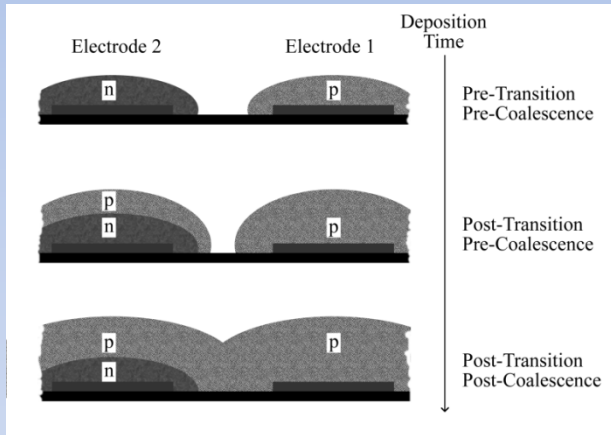 Electrode 2
Electrode 1
Deposition
Time
n
p
Pre-Transition
Pre-Coalescence
p
n
p
Post-Transition
Pre-Coalescence
p
n
p
Post-Transition
Post-Coalescence